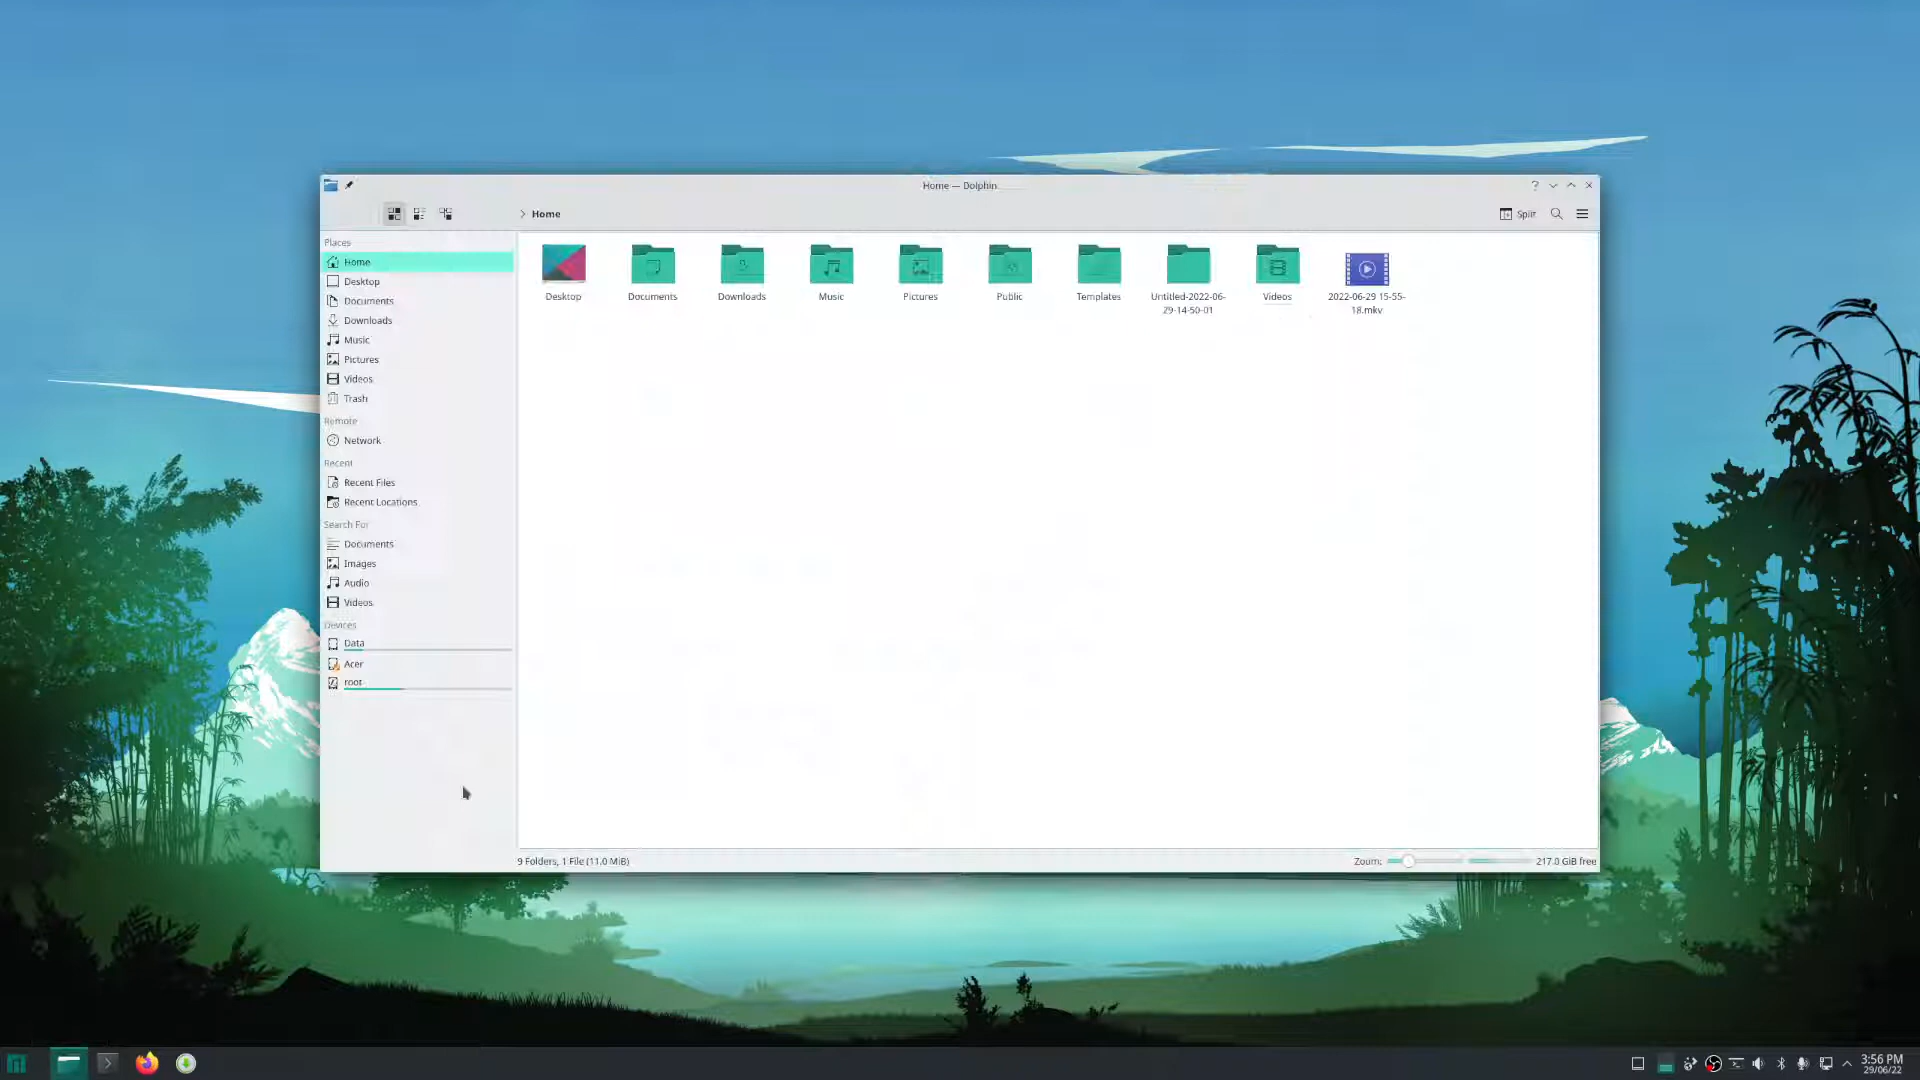 Home — Dolphin
Home
Split
Places
Home
Desktop
Documents
Downloads
Music
Pictures
Videos
Trash
Remote
Network
Recent
Recent Files
Recent Locations
Search For
Documents
Images
Audio
Videos
Devices
Data
Acer
root
Desktop
Documents
Downloads
Music
Pictures
Public
Templates
Untitled-2022-06-
29-14-50-01
Videos
2022-06-29 15-55-
18.mkv
9 Folders, 1 File (11.0 MiB)
Zoom:
217.0 GiB free
3:56 PM
29/06/22